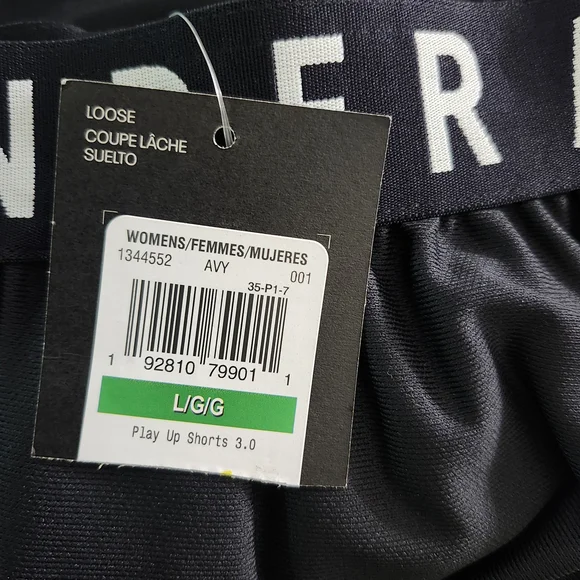 NDER
LOOSE
COUPE LÂCHE
SUELTO
WOMENS/FEMMES/MUJERES
1344552 AVY 001
35-P1-7
1 92810 79901 1
L/G/G
Play Up Shorts 3.0